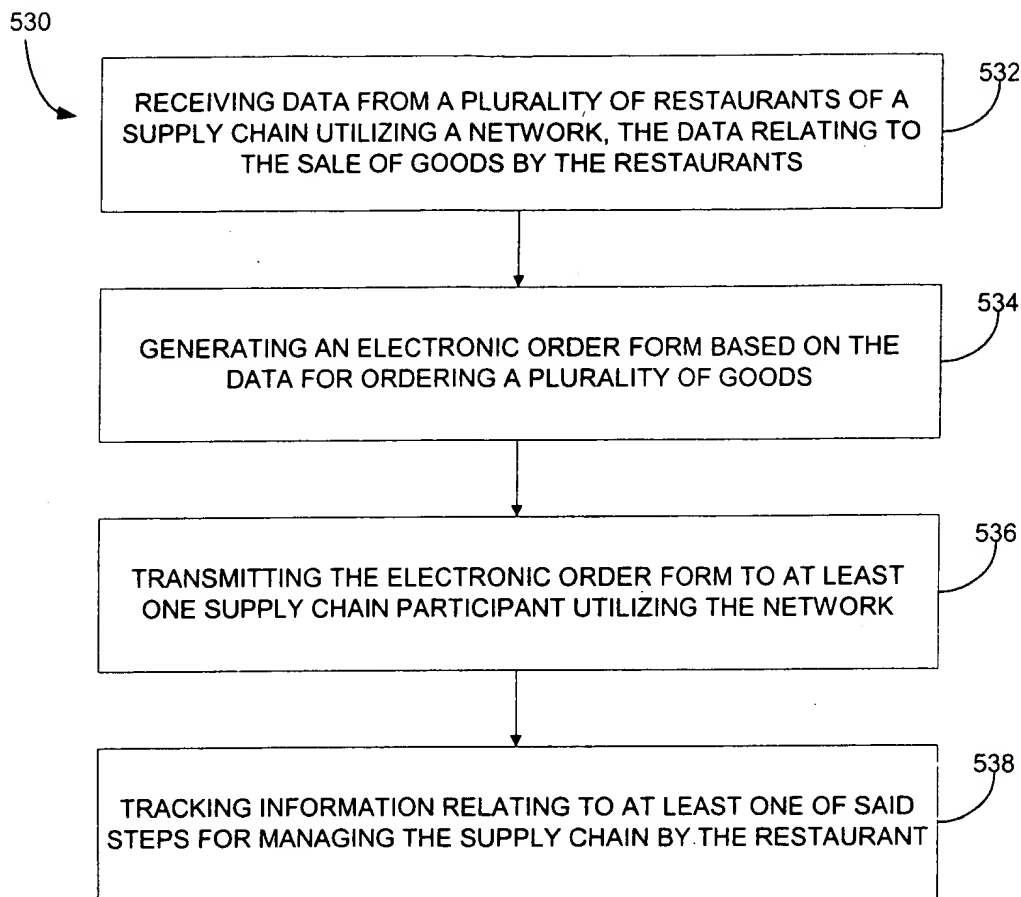 530
532
RECEIVING DATA FROM A PLURALITY OF RESTAURANTS OF A
SUPPLY CHAIN UTILIZING A NETWORK, THE DATA RELATING TO
THE SALE OF GOODS BY THE RESTAURANTS
534
GENERATING AN ELECTRONIC ORDER FORM BASED ON THE
DATA FOR ORDERING A PLURALITY OF GOODS
536
TRANSMITTING THE ELECTRONIC ORDER FORM TO AT LEAST
ONE SUPPLY CHAIN PARTICIPANT UTILIZING THE NETWORK
538
TRACKING INFORMATION RELATING TO AT LEAST ONE OF SAID
STEPS FOR MANAGING THE SUPPLY CHAIN BY THE RESTAURANT